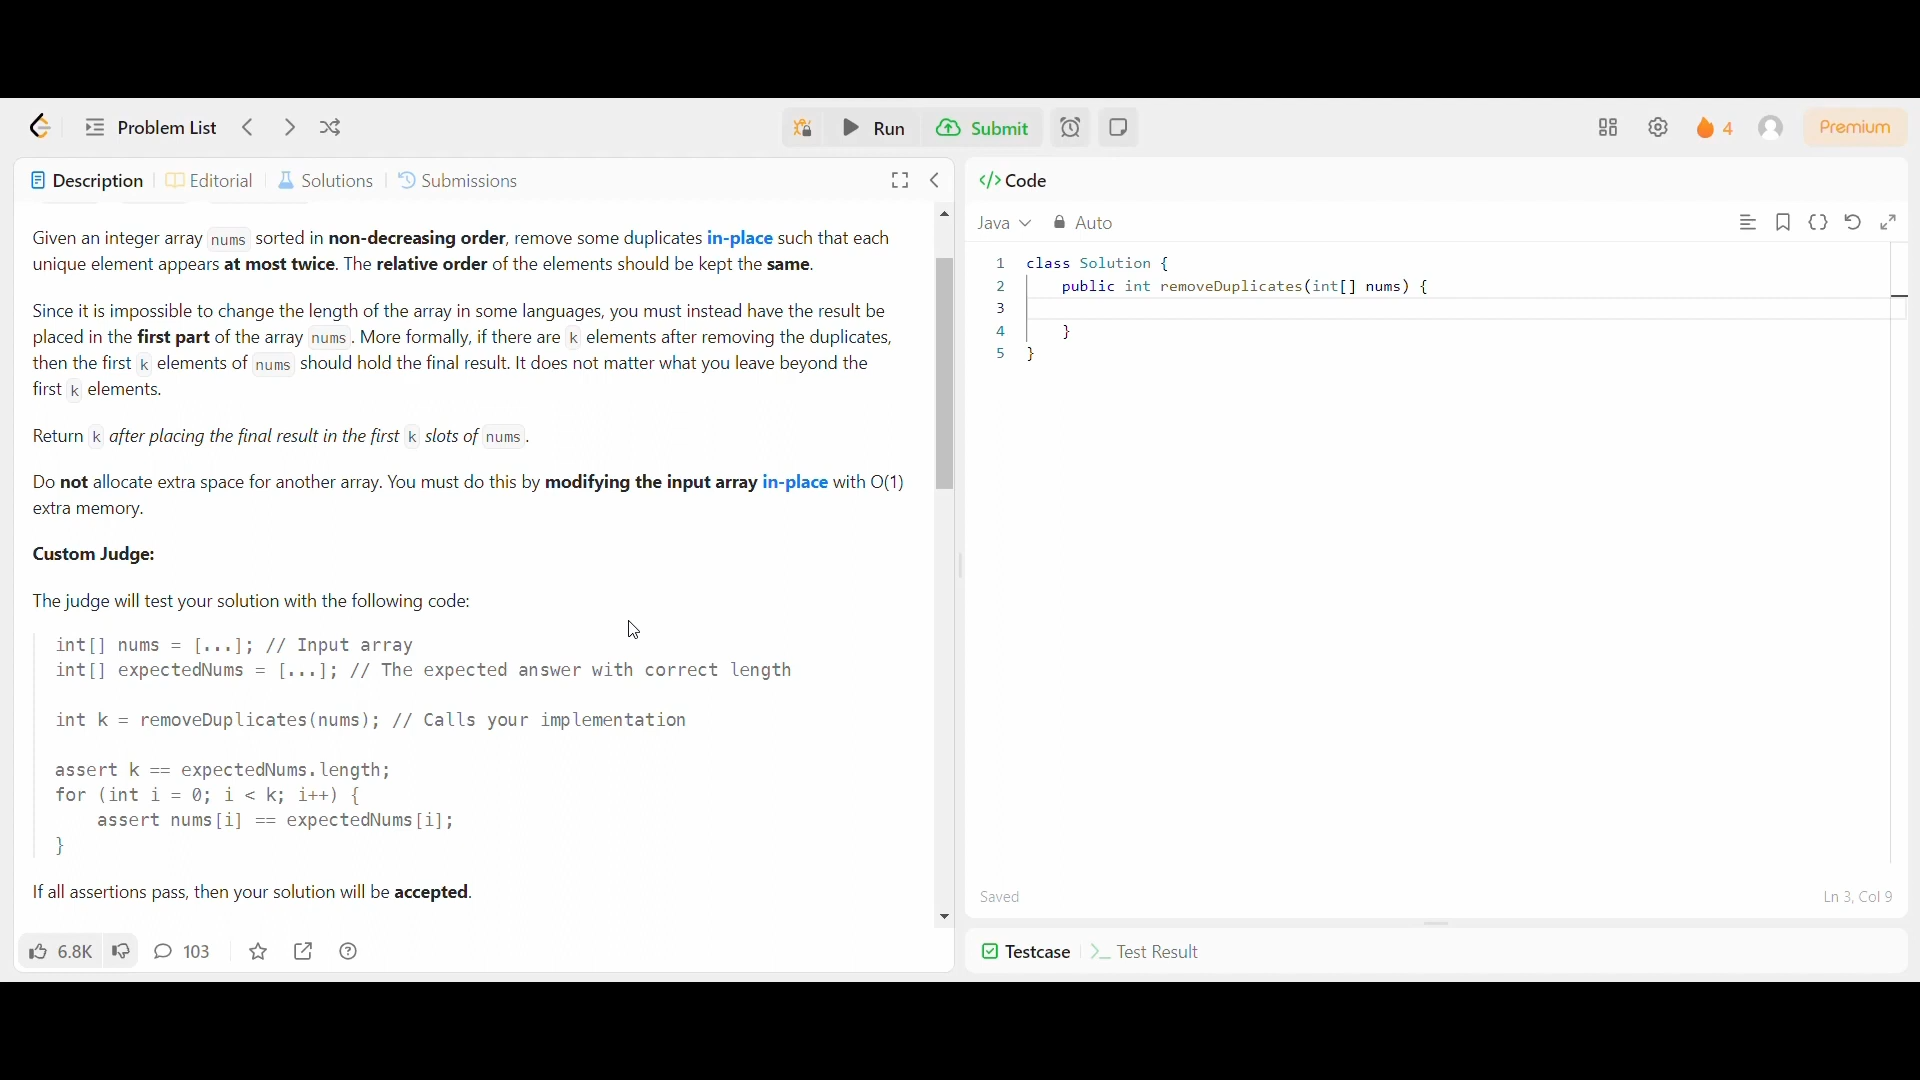 Problem List
Run
Submit
4
Premium
Description
Editorial
Solutions
Submissions
Given an integer array nums sorted in non-decreasing order, remove some duplicates in-place such that each
unique element appears at most twice. The relative order of the elements should be kept the same.
Since it is impossible to change the length of the array in some languages, you must instead have the result be
placed in the first part of the array nums. More formally, if there are k elements after removing the duplicates,
then the first k elements of nums should hold the final result. It does not matter what you leave beyond the
first k elements.
Return k after placing the final result in the first k slots of nums.
Do not allocate extra space for another array. You must do this by modifying the input array in-place with O(1)
extra memory.
Custom Judge:
The judge will test your solution with the following code:
int[] nums = [...]; // Input array
int[] expectedNums = [...]; // The expected answer with correct length
int k = removeDuplicates(nums); // Calls your implementation
assert k == expectedNums.length;
for (int i = 0; i < k; i++) {
    assert nums[i] == expectedNums[i];
}
If all assertions pass, then your solution will be accepted.
6.8K
103
</> Code
Java
Auto
1 class Solution {
2     public int removeDuplicates(int[] nums) {
3
4     }
5 }
Saved
Ln 3, Col 9
Testcase
>_ Test Result